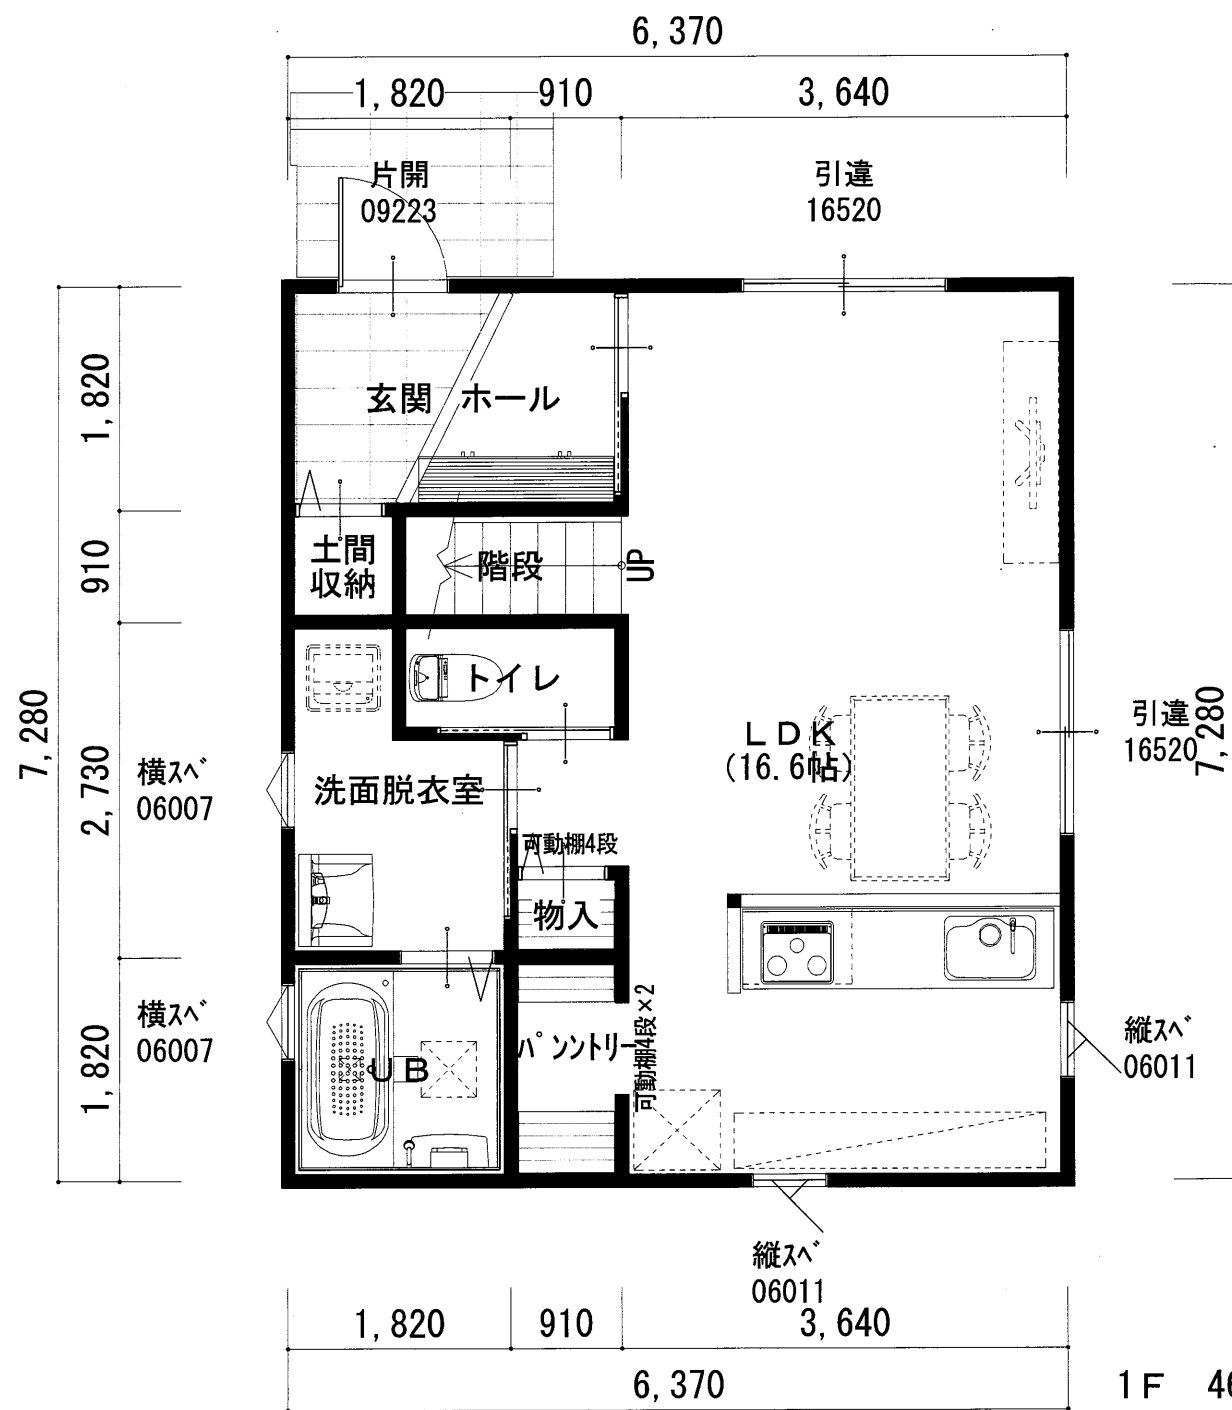 6,370
1,820 910 3,640
片開
09223
引違
16520
1,820
玄関 ホール
910
土間
収納
階段
UP
トイレ
7,280
2,730
横スベ
06007
洗面脱衣室
LDK
(16.6帖)
引違
16520
7,280
可動棚4段
物入
1,820
横スベ
06007
UB
パントリー
可動棚4段×2
縦スベ
06011
縦スベ
06011
1,820 910 3,640
6,370
1F